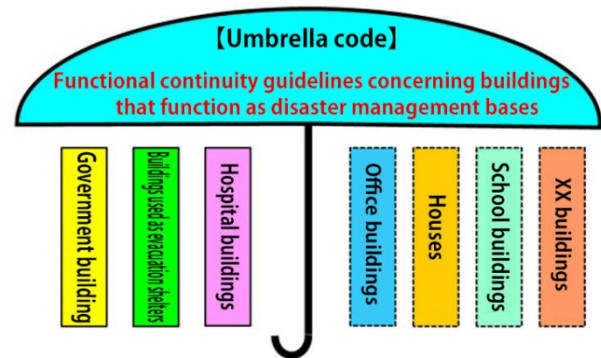 【Umbrella code】
Functional continuity guidelines concerning buildings
that function as disaster management bases
Government building
Buildings used as evacuation shelters
Hospital buildings
Office buildings
Houses
School buildings
XX buildings